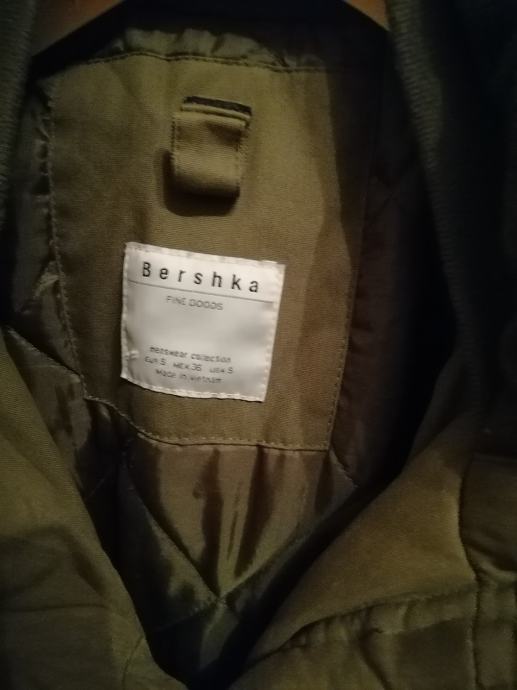 Bershka
FINE GOODS
menswear collection
EUR.S MEX.36 USA.S
Made in Vietnam